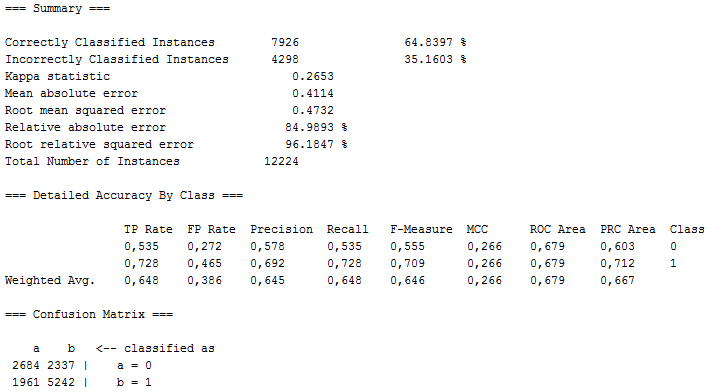 === Summary ===
Correctly Classified Instances 7926 64.8397 %
Incorrectly Classified Instances 4298 35.1603 %
Kappa statistic 0.2653
Mean absolute error 0.4114
Root mean squared error 0.4732
Relative absolute error 84.9893 %
Root relative squared error 96.1847 %
Total Number of Instances 12224
=== Detailed Accuracy By Class ===
TP Rate FP Rate Precision Recall F-Measure MCC ROC Area PRC Area Class
0,535 0,272 0,578 0,535 0,555 0,266 0,679 0,603 0
0,728 0,465 0,692 0,728 0,709 0,266 0,679 0,712 1
Weighted Avg. 0,648 0,386 0,645 0,648 0,646 0,266 0,679 0,667
=== Confusion Matrix ===
a b <-- classified as
2684 2337 | a = 0
1961 5242 | b = 1